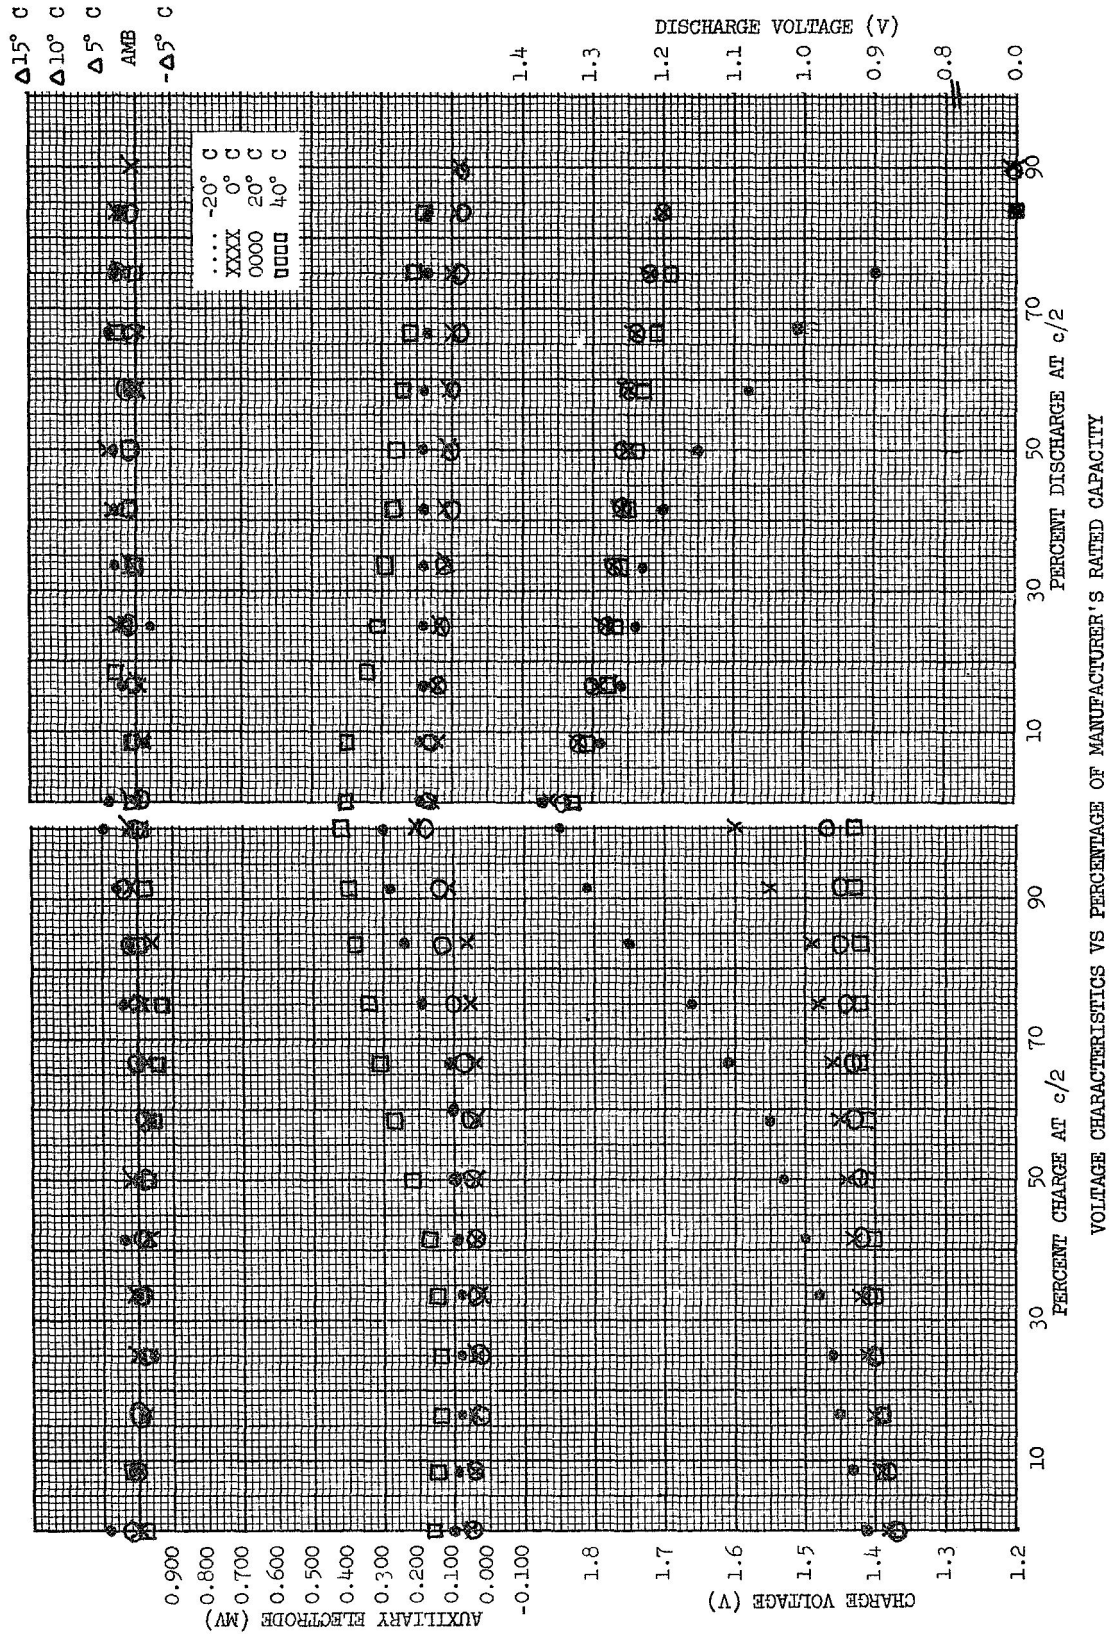 Δ15° C
Δ10° C
Δ5° C
AMB
-Δ5° C
.... -20° C
XXXX 0° C
OOOO 20° C
□□□□ 40° C
DISCHARGE VOLTAGE (V)
1.4
1.3
1.2
1.1
1.0
0.9
0.8
0.0
AUXILIARY ELECTRODE (MV)
0.900
0.800
0.700
0.600
0.500
0.400
0.300
0.200
0.100
0.000
-0.100
CHARGE VOLTAGE (V)
1.8
1.7
1.6
1.5
1.4
1.3
1.2
10
30
50
70
90
PERCENT CHARGE AT c/2
10
30
50
70
90
PERCENT DISCHARGE AT c/2
VOLTAGE CHARACTERISTICS VS PERCENTAGE OF MANUFACTURER'S RATED CAPACITY